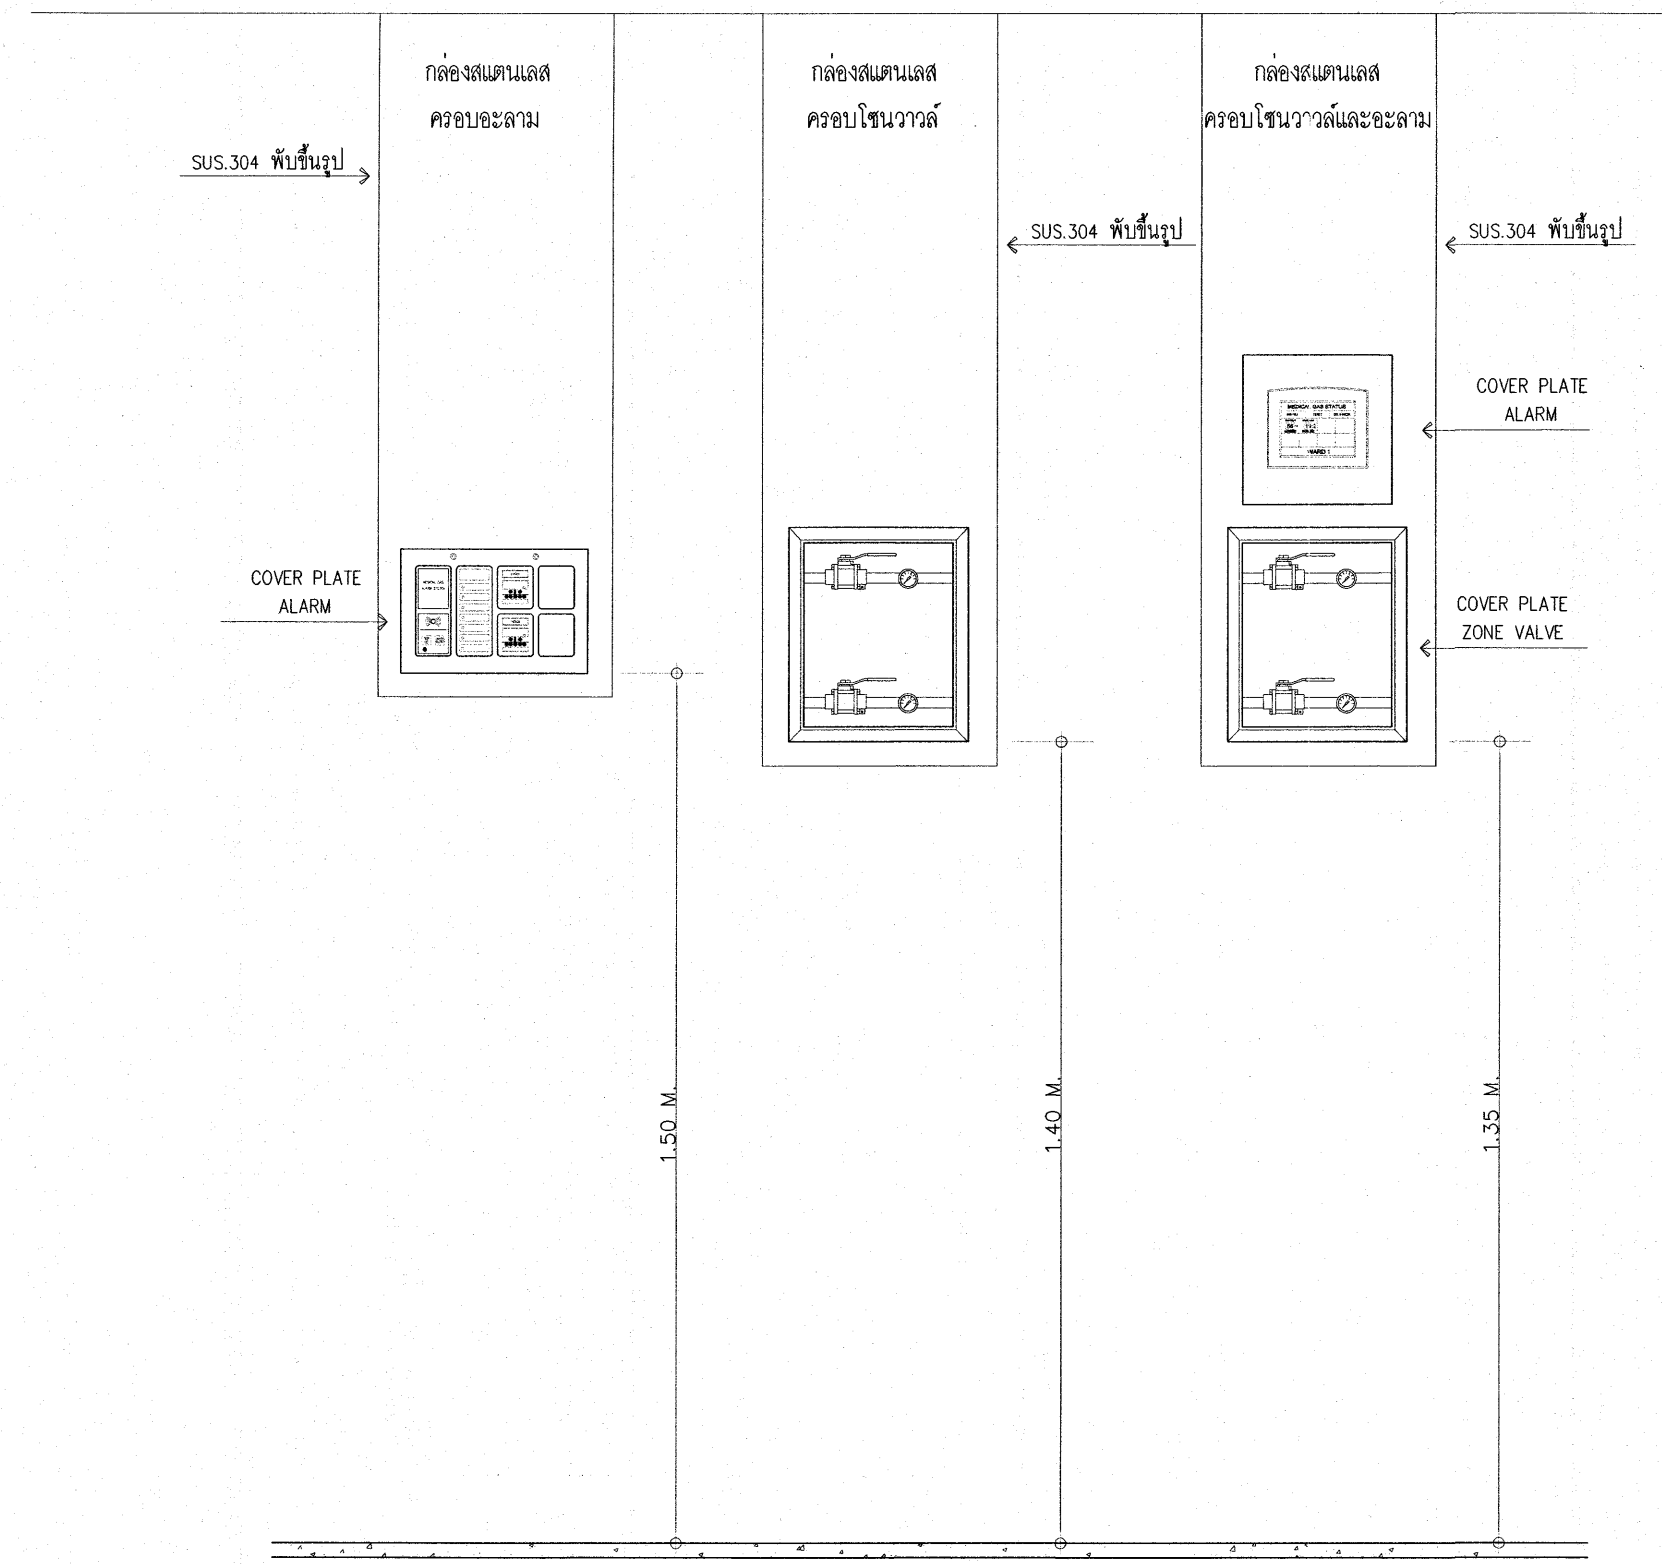 กล่องสแตนเลส
ครอบอะลาม
กล่องสแตนเลส
ครอบโซนวาวล์
กล่องสแตนเลส
ครอบโซนวาวล์และอะลาม
SUS.304 พับขึ้นรูป
SUS.304 พับขึ้นรูป
SUS.304 พับขึ้นรูป
COVER PLATE
ALARM
MEDICAL GAS STATUS
WARD 1
COVER PLATE
ALARM
COVER PLATE
ZONE VALVE
1.50 M.
1.40 M.
1.35 M.